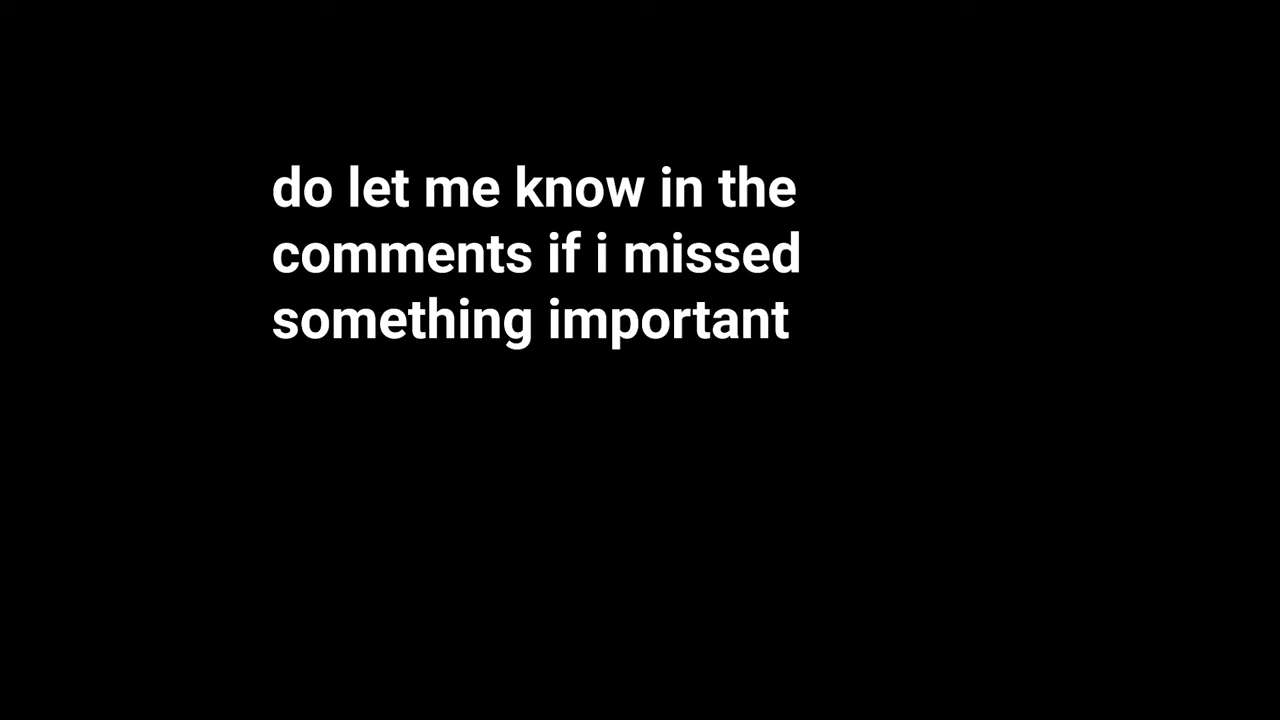 do let me know in the
comments if i missed
something important